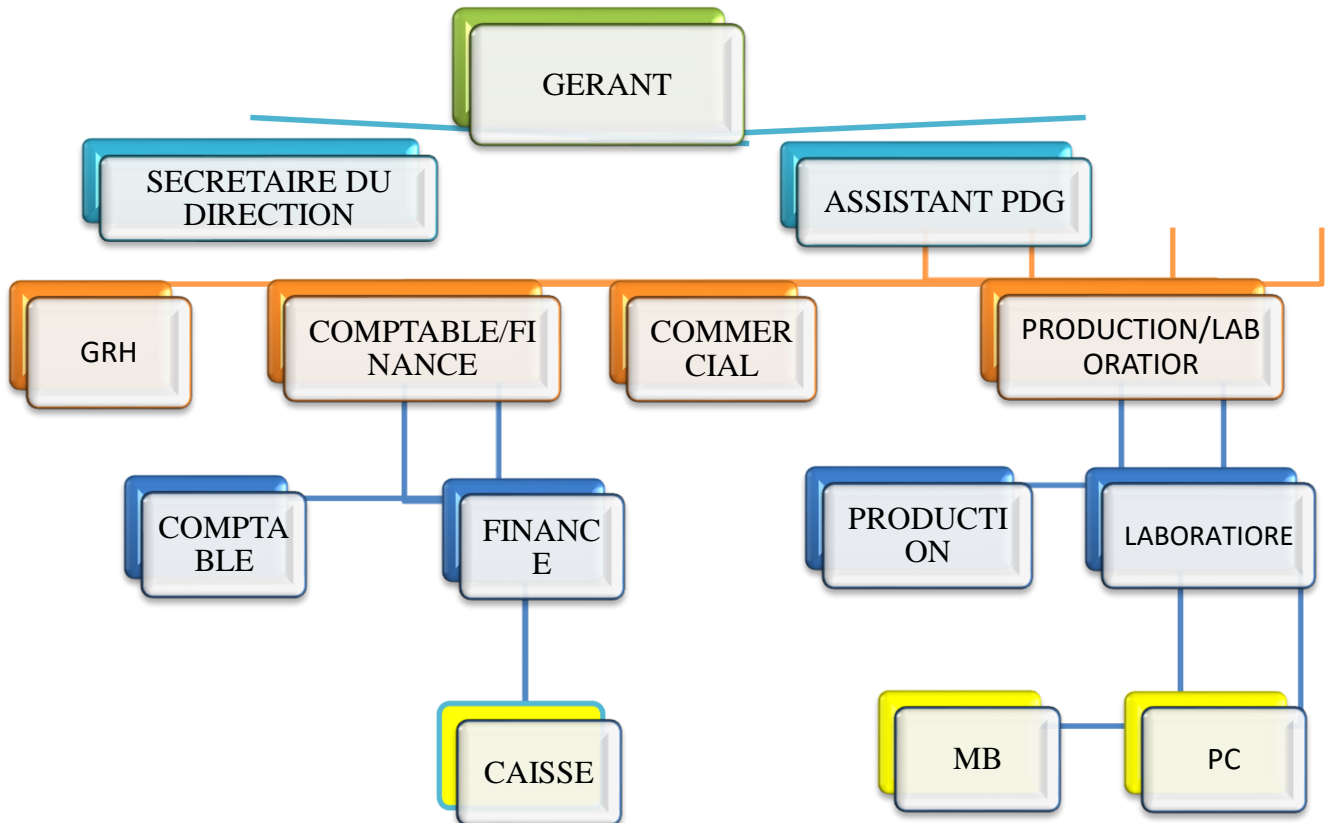 GERANT
SECRETAIRE DU
DIRECTION
ASSISTANT PDG
GRH
COMPTABLE/FI
NANCE
COMMER
CIAL
PRODUCTION/LAB
ORATIOR
COMPTA
BLE
FINANC
E
PRODUCTI
ON
LABORATIORE
CAISSE
MB
PC